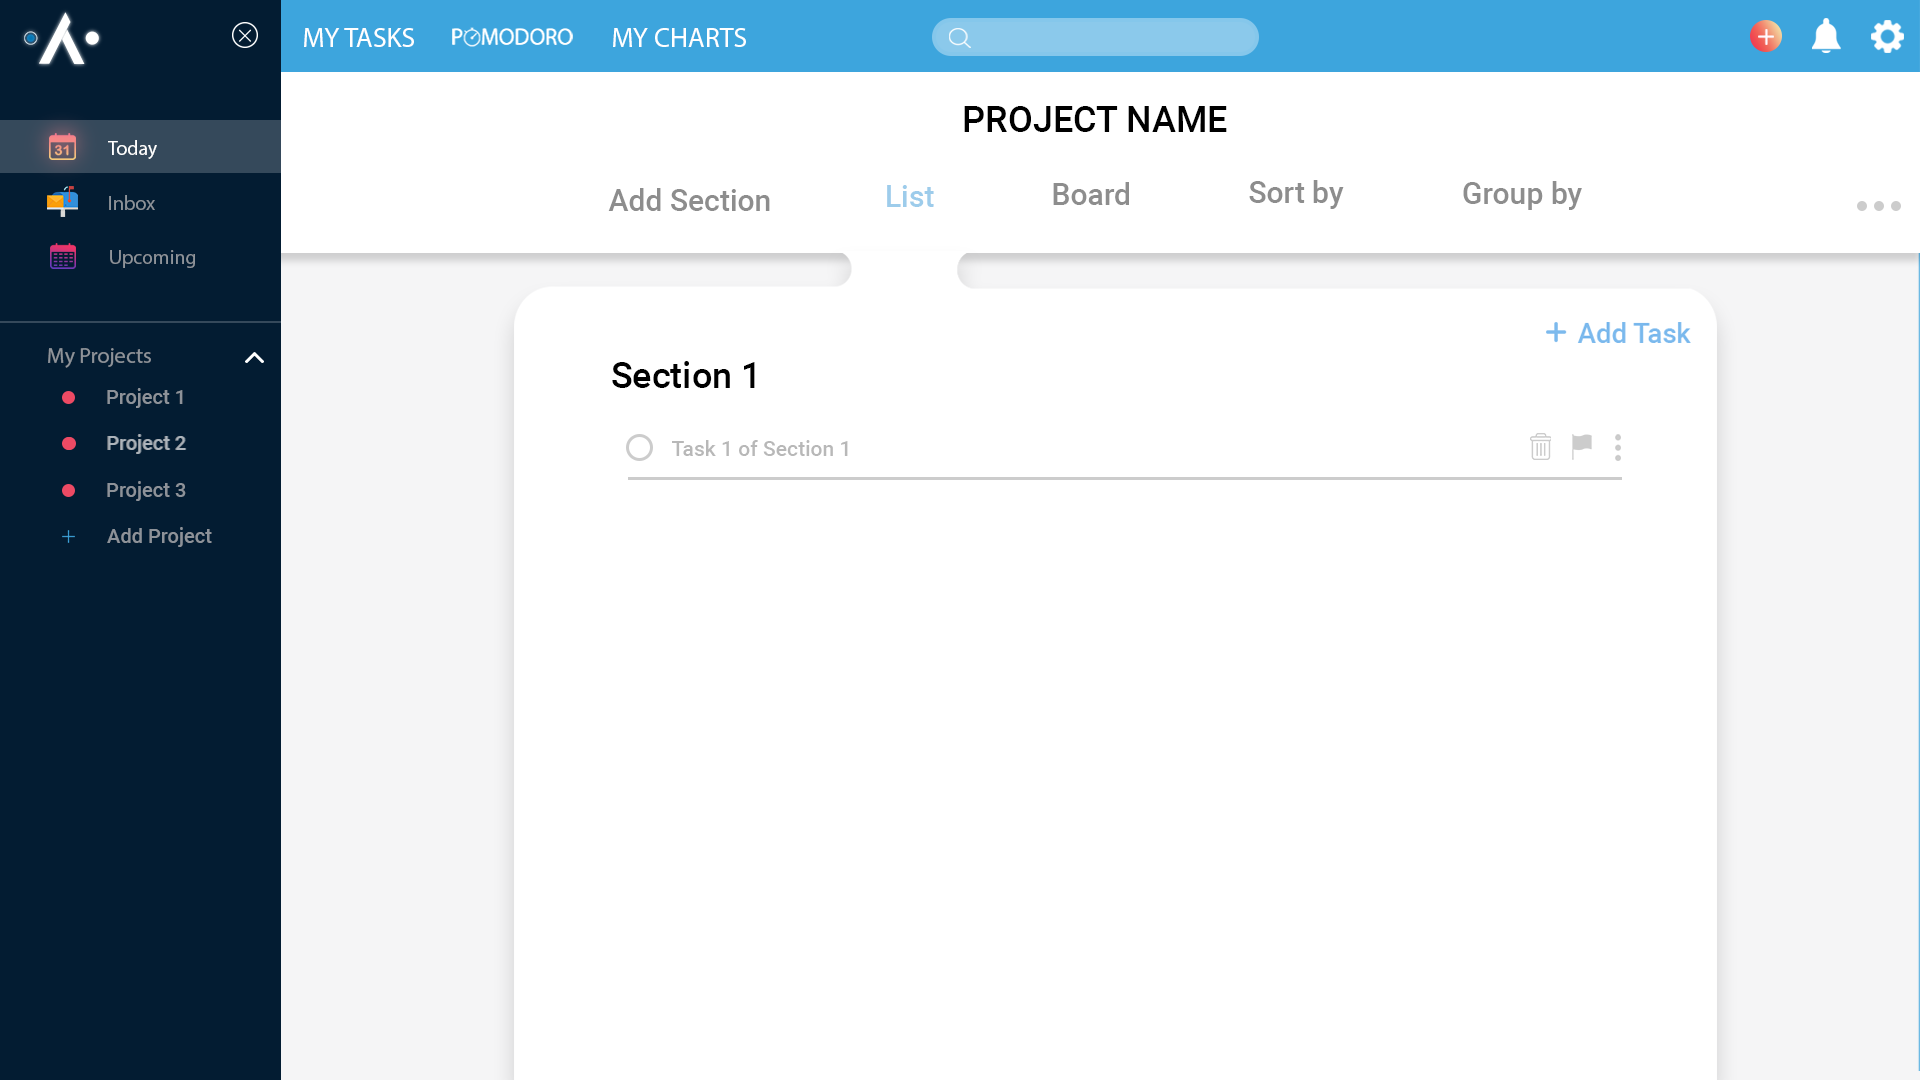 MY TASKS
POMODORO
MY CHARTS
31
Today
Inbox
Upcoming
My Projects
Project 1
Project 2
Project 3
+ Add Project
PROJECT NAME
Add Section
List
Board
Sort by
Group by
+ Add Task
Section 1
Task 1 of Section 1